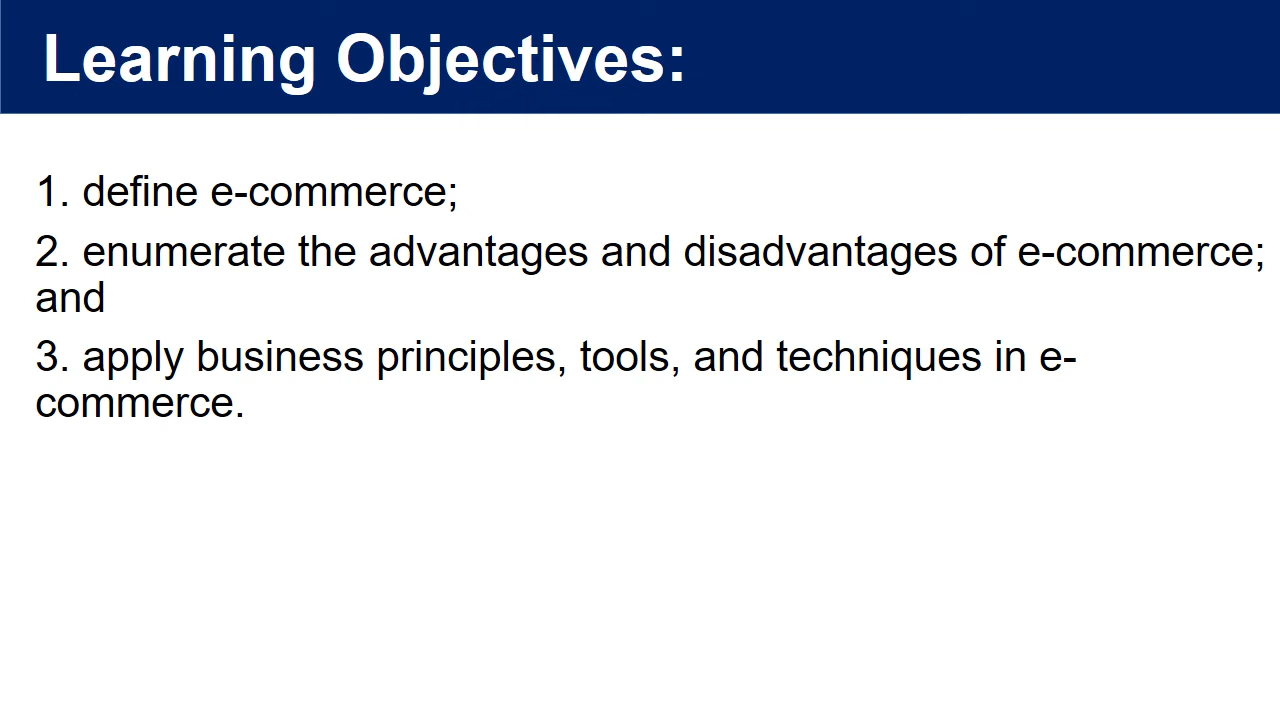 Learning Objectives:
1. define e-commerce;
2. enumerate the advantages and disadvantages of e-commerce;
and
3. apply business principles, tools, and techniques in e-
commerce.